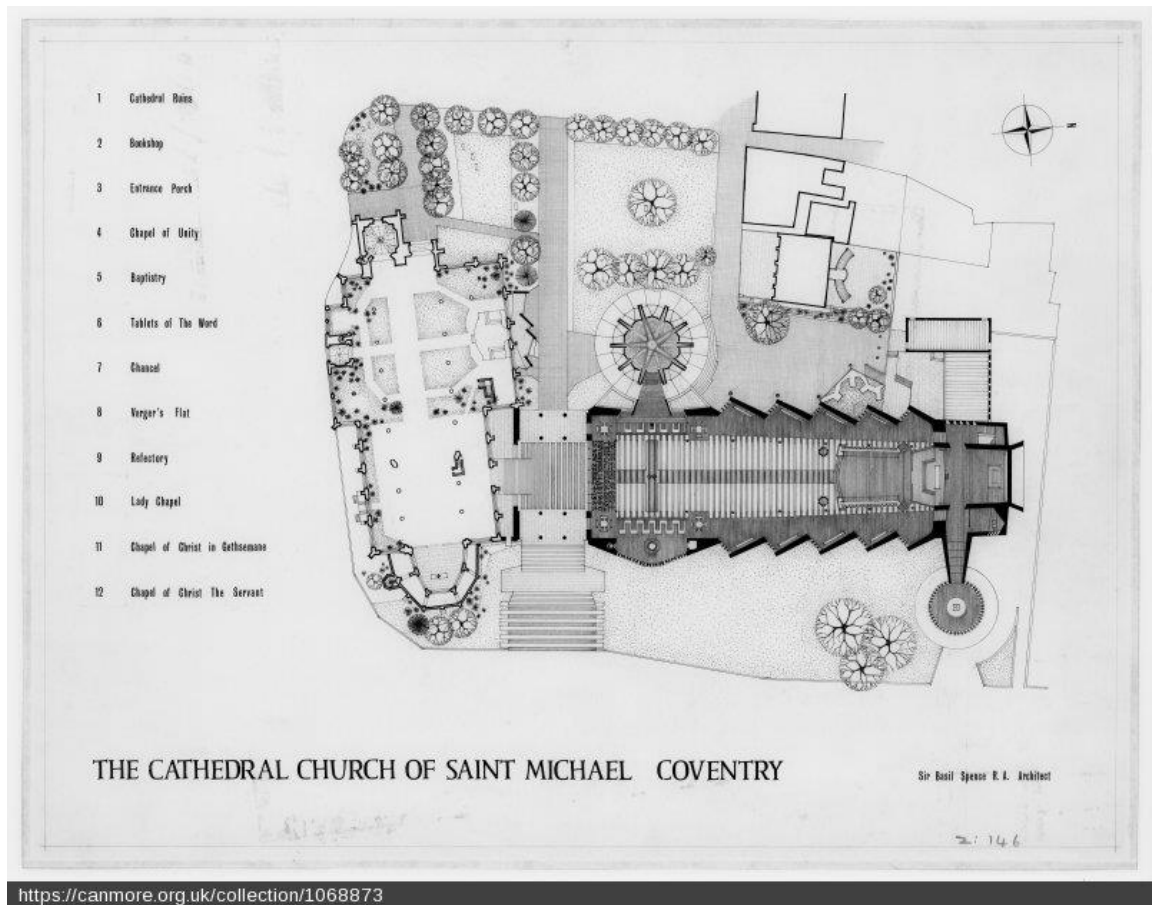 1 Cathedral Ruins
2 Bookshop
3 Entrance Porch
4 Chapel of Unity
5 Baptistry
6 Tablets of The Word
7 Chancel
8 Verger's Flat
9 Refectory
10 Lady Chapel
11 Chapel of Christ in Gethsemane
12 Chapel of Christ The Servant
N
THE CATHEDRAL CHURCH OF SAINT MICHAEL COVENTRY
Sir Basil Spence R. A. Architect
2: 146
https://canmore.org.uk/collection/1068873